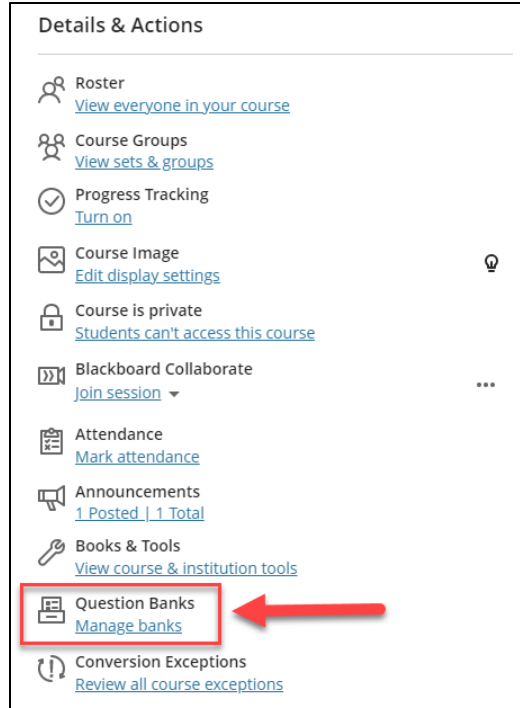 Details & Actions
Roster
View everyone in your course
Course Groups
View sets & groups
Progress Tracking
Turn on
Course Image
Edit display settings
Course is private
Students can't access this course
Blackboard Collaborate
Join session
Attendance
Mark attendance
Announcements
1 Posted | 1 Total
Books & Tools
View course & institution tools
Question Banks
Manage banks
Conversion Exceptions
Review all course exceptions